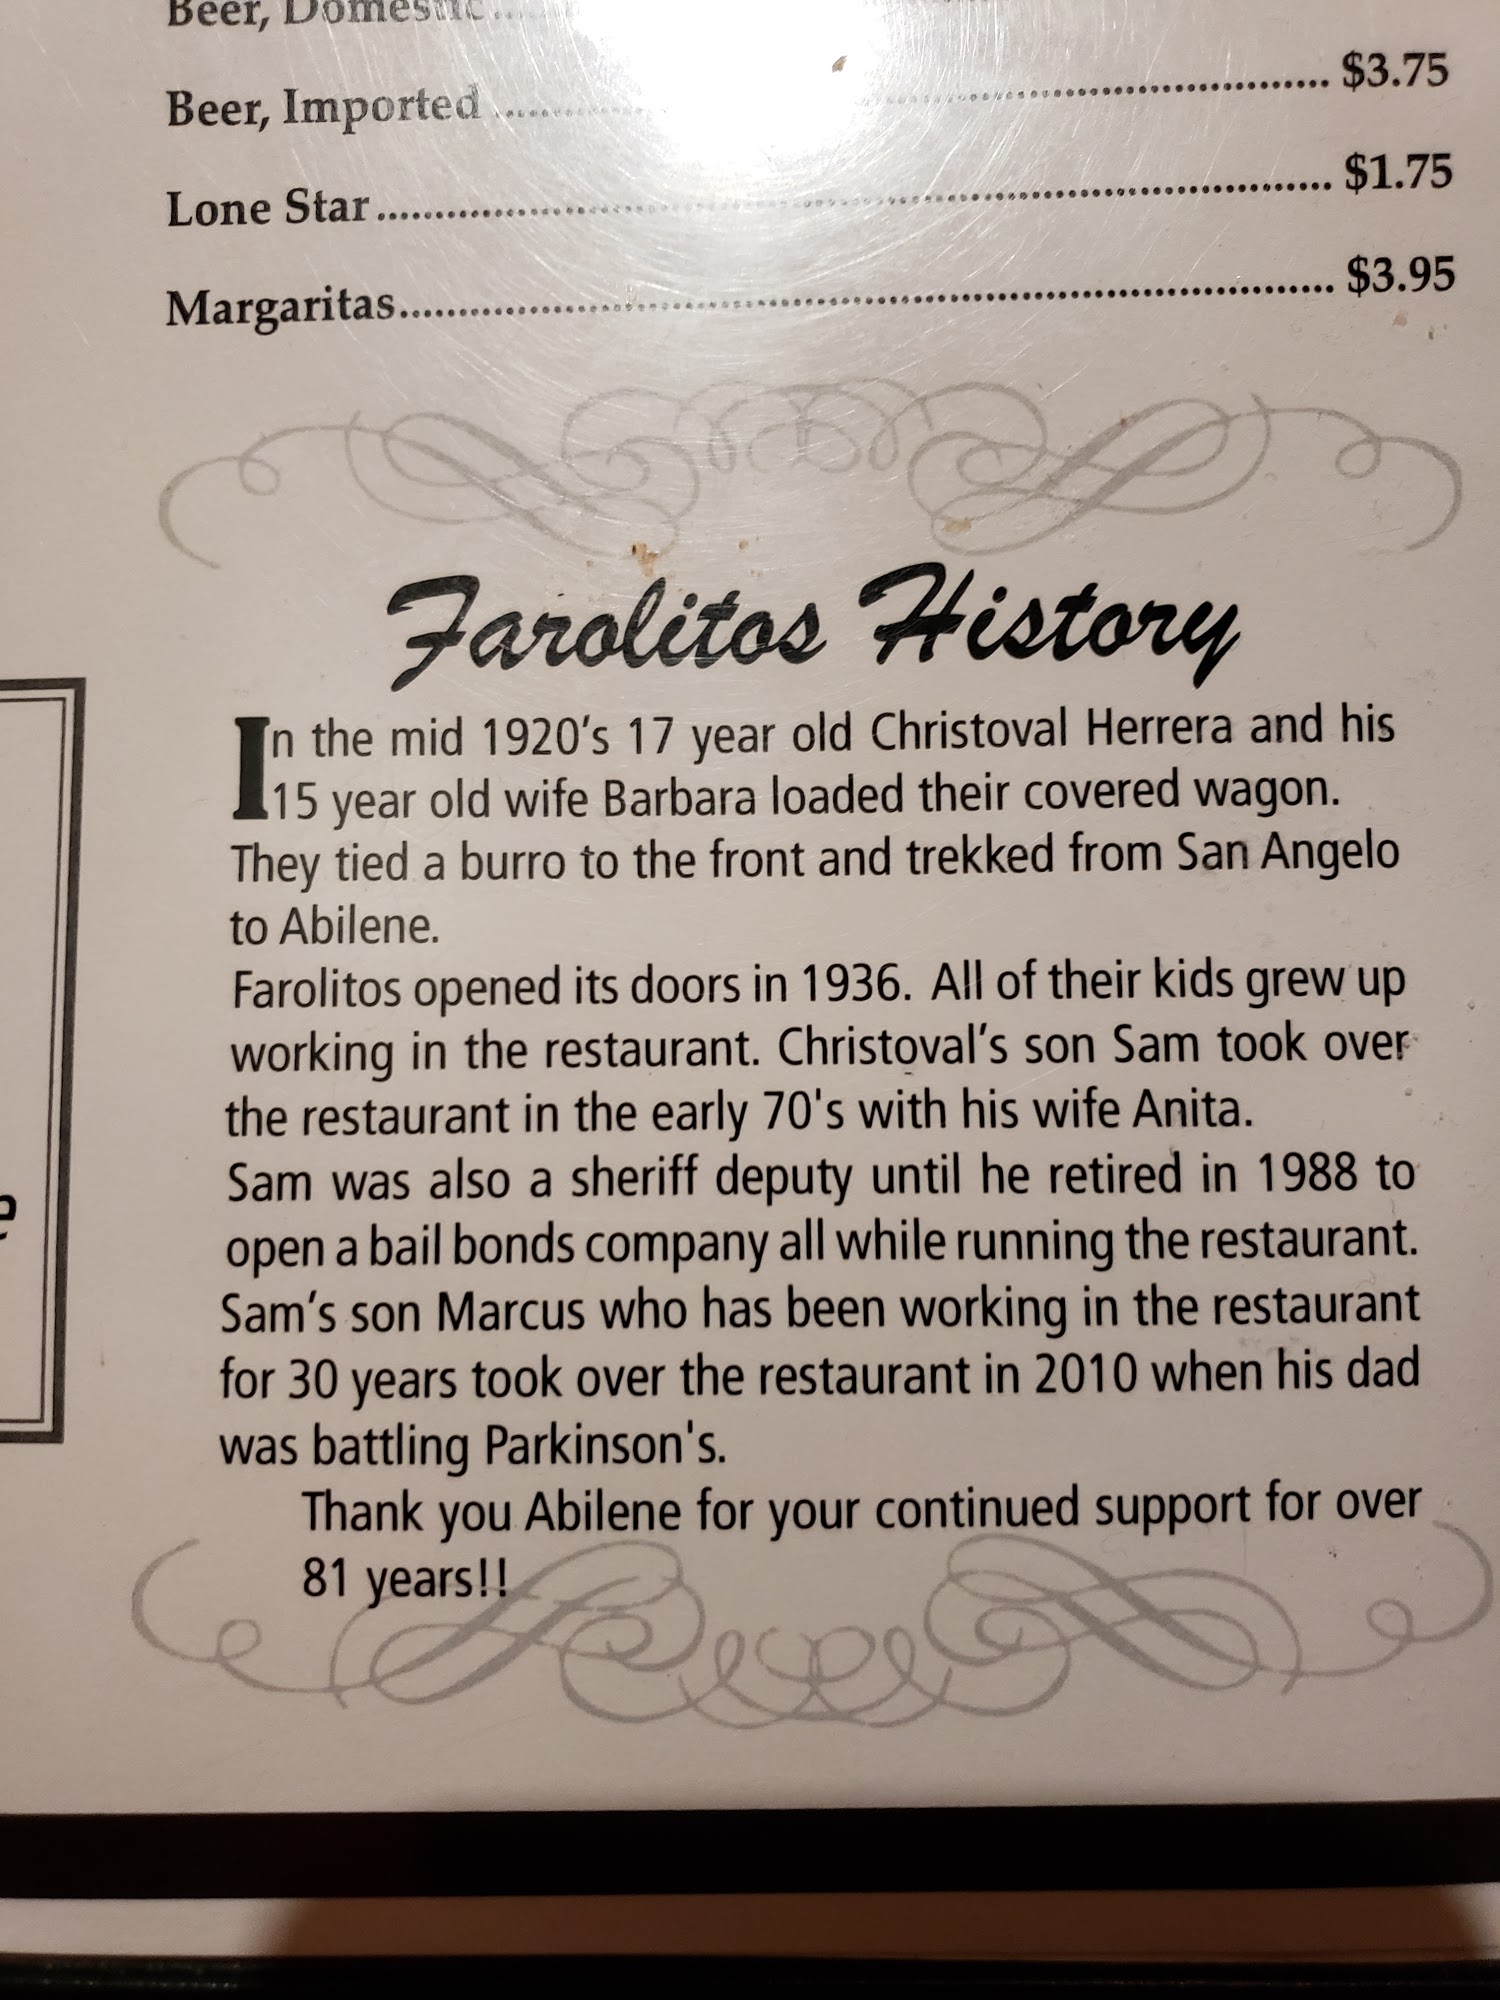 Beer, Domestic
Beer, Imported ........ $3.75
Lone Star ........ $1.75
Margaritas ........ $3.95
Farolitos History
In the mid 1920's 17 year old Christoval Herrera and his
15 year old wife Barbara loaded their covered wagon.
They tied a burro to the front and trekked from San Angelo
to Abilene.
Farolitos opened its doors in 1936. All of their kids grew up
working in the restaurant. Christoval's son Sam took over
the restaurant in the early 70's with his wife Anita.
Sam was also a sheriff deputy until he retired in 1988 to
open a bail bonds company all while running the restaurant.
Sam's son Marcus who has been working in the restaurant
for 30 years took over the restaurant in 2010 when his dad
was battling Parkinson's.
Thank you Abilene for your continued support for over
81 years!!